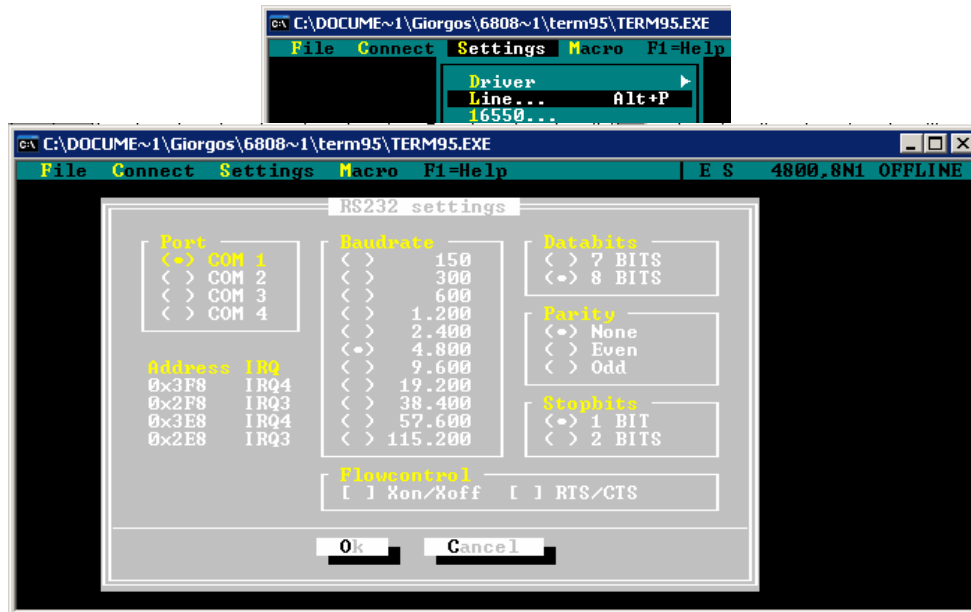 C:\DOCUME~1\Giorgos\6808~1\term95\TERM95.EXE
File Connect Settings Macro F1=Help
Driver
Line... Alt+P
16550...
C:\DOCUME~1\Giorgos\6808~1\term95\TERM95.EXE
File Connect Settings Macro F1=Help E S 4800,8N1 OFFLINE
RS232 settings
Port
(•) COM 1
( ) COM 2
( ) COM 3
( ) COM 4
Address IRQ
0x3F8 IRQ4
0x2F8 IRQ3
0x3E8 IRQ4
0x2E8 IRQ3
Baudrate
( ) 150
( ) 300
( ) 600
( ) 1.200
( ) 2.400
(•) 4.800
( ) 9.600
( ) 19.200
( ) 38.400
( ) 57.600
( ) 115.200
Databits
( ) 7 BITS
(•) 8 BITS
Parity
(•) None
( ) Even
( ) Odd
Stopbits
(•) 1 BIT
( ) 2 BITS
Flowcontrol
[ ] Xon/Xoff [ ] RTS/CTS
Ok Cancel